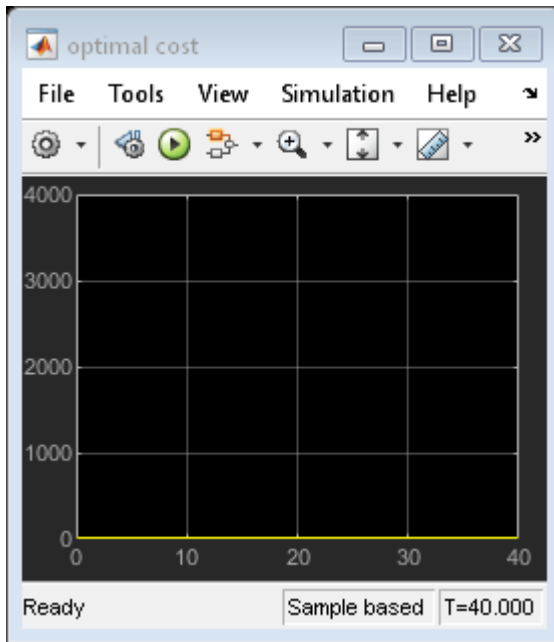 optimal cost
File Tools View Simulation Help
4000
3000
2000
1000
0
0 10 20 30 40
Ready Sample based T=40.000